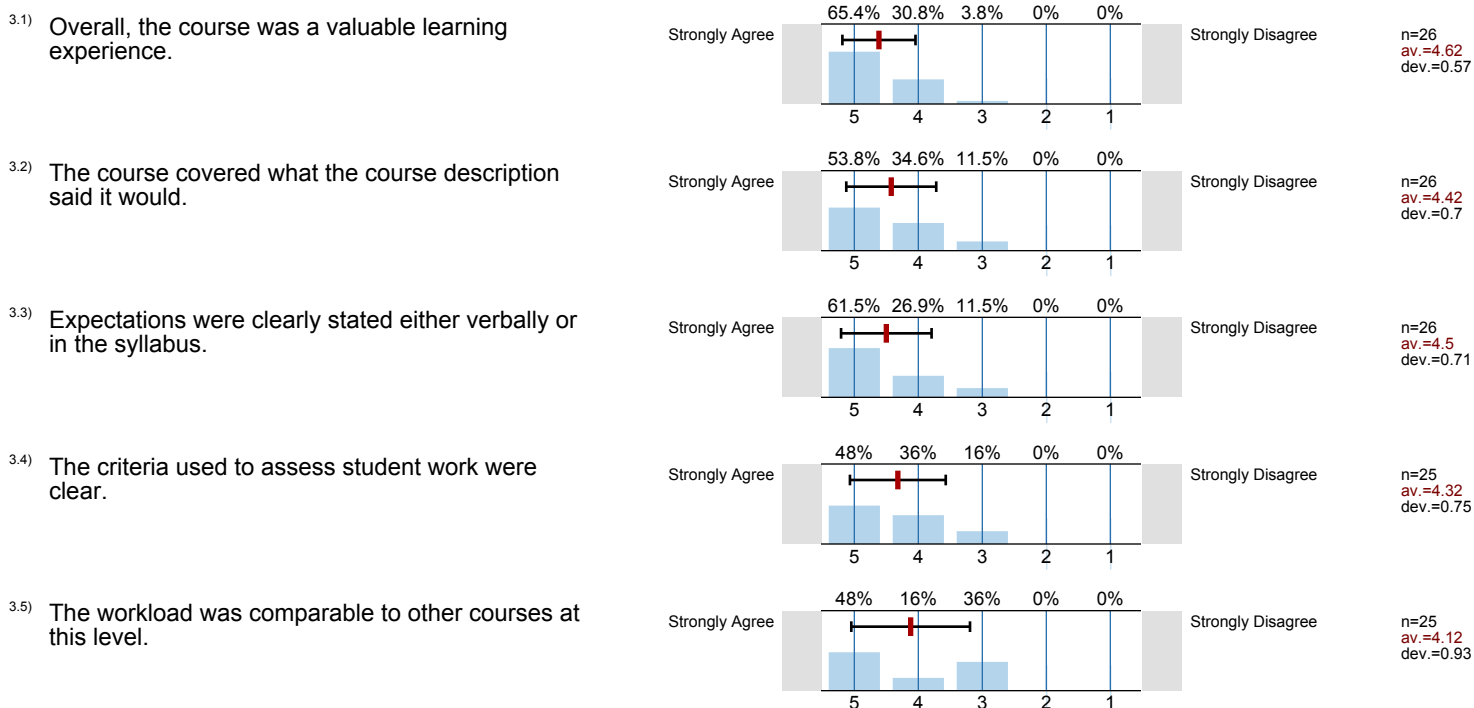 3.1) Overall, the course was a valuable learning
experience.
65.4% 30.8% 3.8% 0% 0%
Strongly Agree
Strongly Disagree
n=26
av.=4.62
dev.=0.57
5 4 3 2 1
3.2) The course covered what the course description
said it would.
53.8% 34.6% 11.5% 0% 0%
Strongly Agree
Strongly Disagree
n=26
av.=4.42
dev.=0.7
5 4 3 2 1
3.3) Expectations were clearly stated either verbally or
in the syllabus.
61.5% 26.9% 11.5% 0% 0%
Strongly Agree
Strongly Disagree
n=26
av.=4.5
dev.=0.71
5 4 3 2 1
3.4) The criteria used to assess student work were
clear.
48% 36% 16% 0% 0%
Strongly Agree
Strongly Disagree
n=25
av.=4.32
dev.=0.75
5 4 3 2 1
3.5) The workload was comparable to other courses at
this level.
48% 16% 36% 0% 0%
Strongly Agree
Strongly Disagree
n=25
av.=4.12
dev.=0.93
5 4 3 2 1